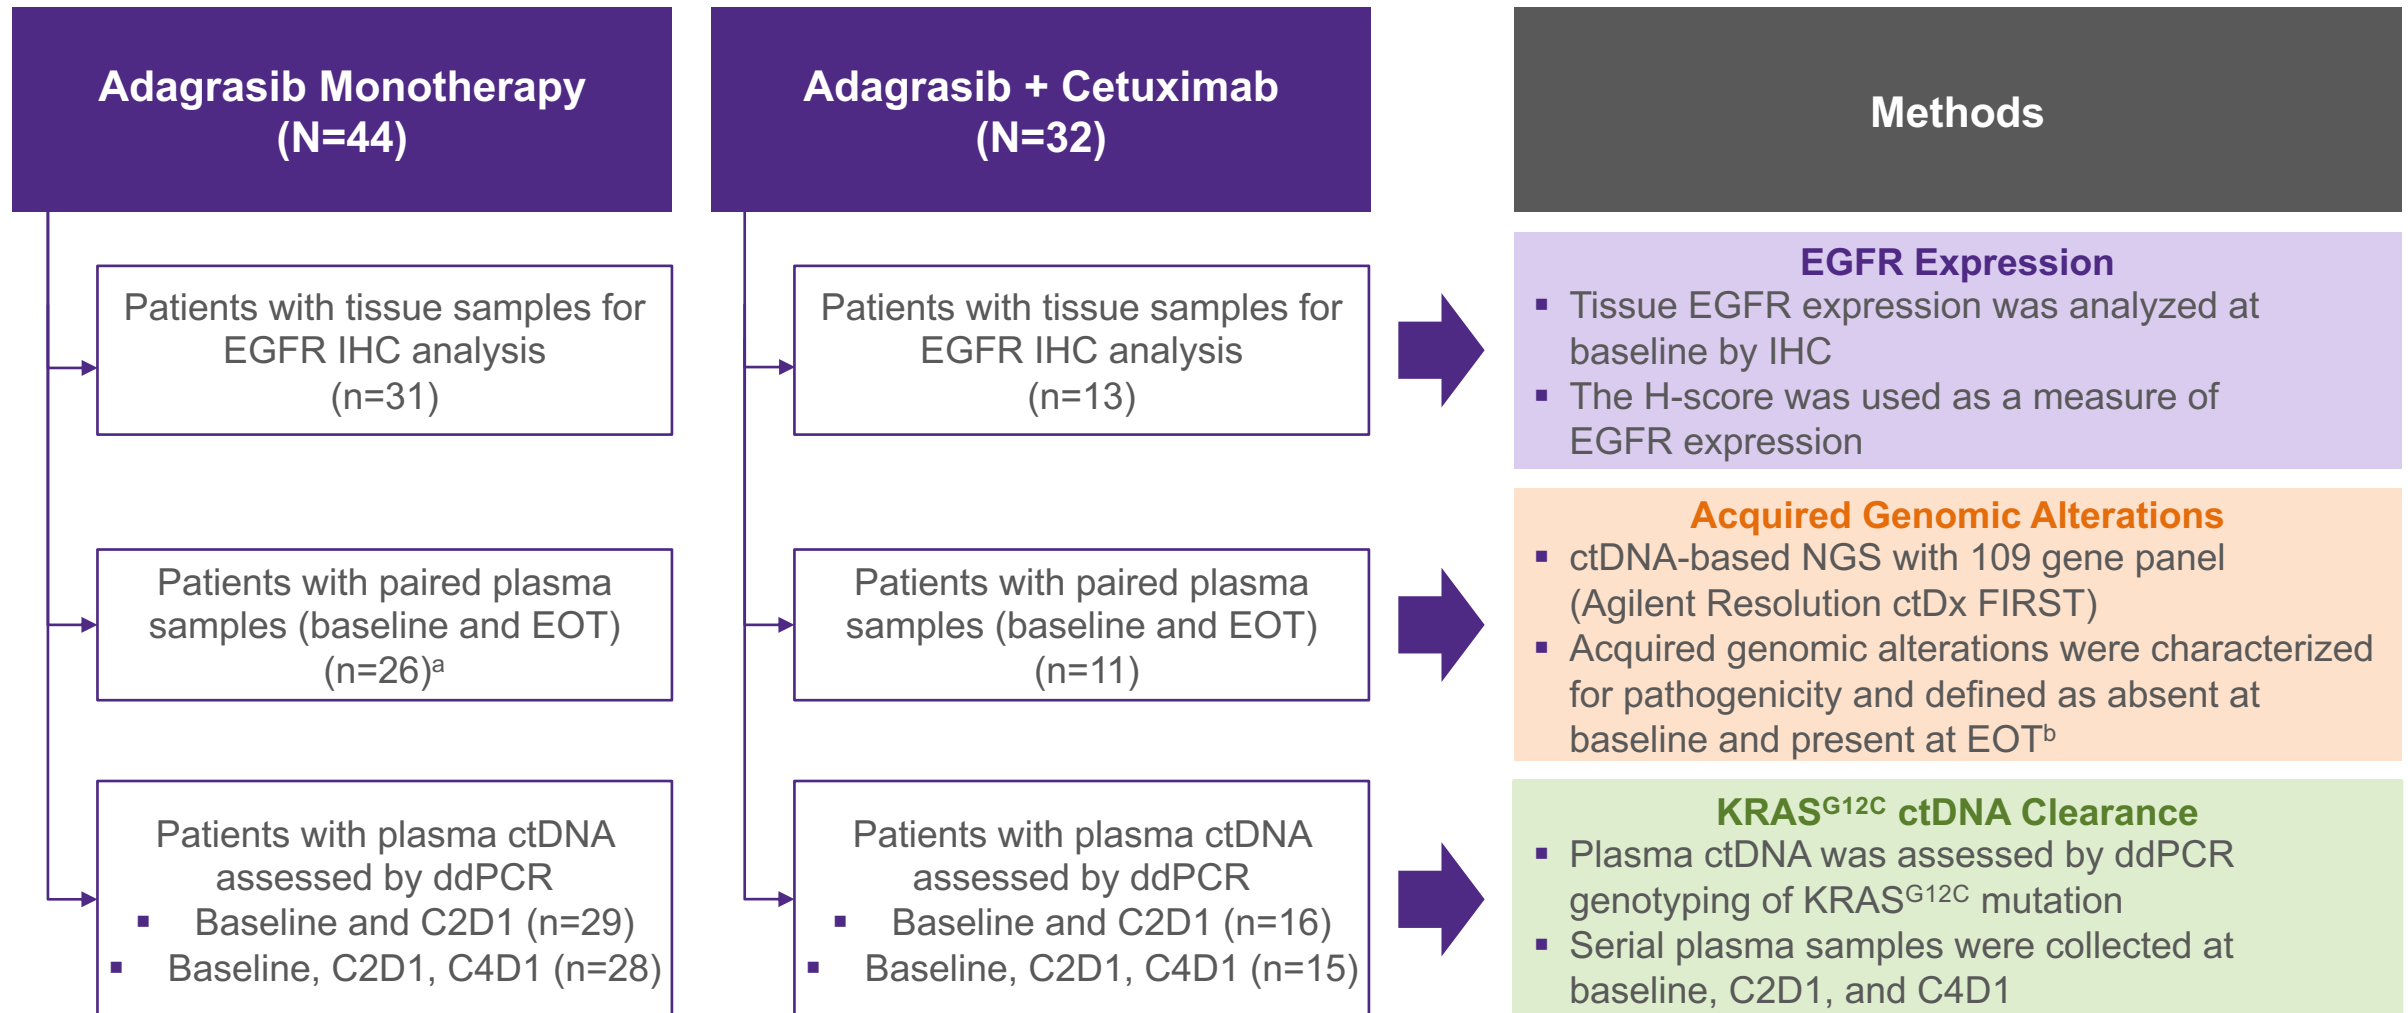 Adagrasib Monotherapy
(N=44)
Patients with tissue samples for
EGFR IHC analysis
(n=31)
Patients with paired plasma
samples (baseline and EOT)
(n=26)ᵃ
Patients with plasma ctDNA
assessed by ddPCR
▪ Baseline and C2D1 (n=29)
▪ Baseline, C2D1, C4D1 (n=28)
Adagrasib + Cetuximab
(N=32)
Patients with tissue samples for
EGFR IHC analysis
(n=13)
Patients with paired plasma
samples (baseline and EOT)
(n=11)
Patients with plasma ctDNA
assessed by ddPCR
▪ Baseline and C2D1 (n=16)
▪ Baseline, C2D1, C4D1 (n=15)
Methods
EGFR Expression
▪ Tissue EGFR expression was analyzed at
baseline by IHC
▪ The H-score was used as a measure of
EGFR expression
Acquired Genomic Alterations
▪ ctDNA-based NGS with 109 gene panel
(Agilent Resolution ctDx FIRST)
▪ Acquired genomic alterations were characterized
for pathogenicity and defined as absent at
baseline and present at EOTᵇ
KRASG12C ctDNA Clearance
▪ Plasma ctDNA was assessed by ddPCR
genotyping of KRASG12C mutation
▪ Serial plasma samples were collected at
baseline, C2D1, and C4D1